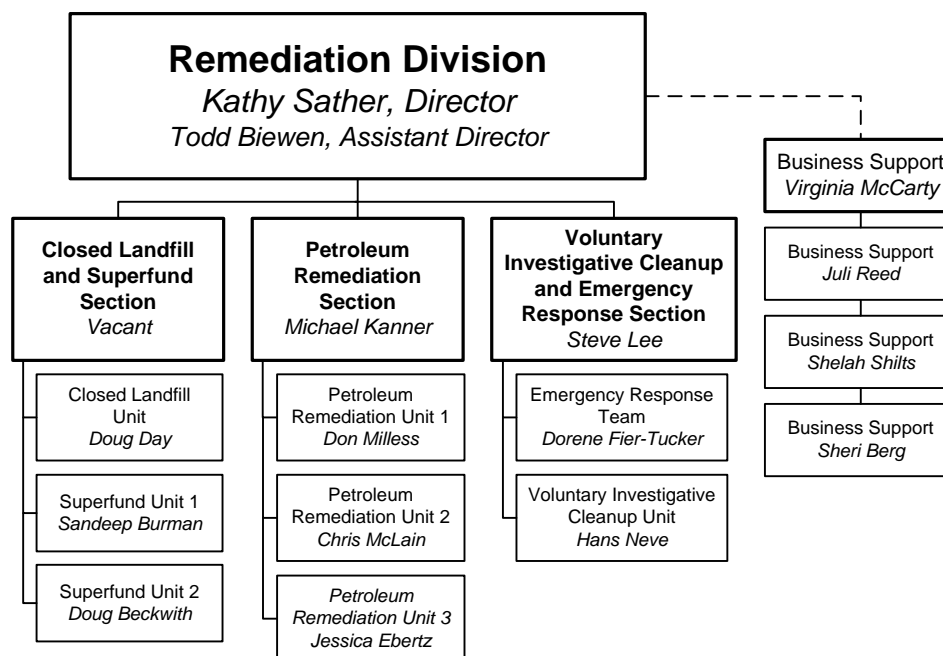 Remediation Division
Kathy Sather, Director
Todd Biewen, Assistant Director
Business Support
Virginia McCarty
Business Support
Juli Reed
Business Support
Shelah Shilts
Business Support
Sheri Berg
Closed Landfill
and Superfund
Section
Vacant
Closed Landfill
Unit
Doug Day
Superfund Unit 1
Sandeep Burman
Superfund Unit 2
Doug Beckwith
Petroleum
Remediation
Section
Michael Kanner
Petroleum
Remediation Unit 1
Don Milless
Petroleum
Remediation Unit 2
Chris McLain
Petroleum
Remediation Unit 3
Jessica Ebertz
Voluntary
Investigative Cleanup
and Emergency
Response Section
Steve Lee
Emergency Response
Team
Dorene Fier-Tucker
Voluntary Investigative
Cleanup Unit
Hans Neve